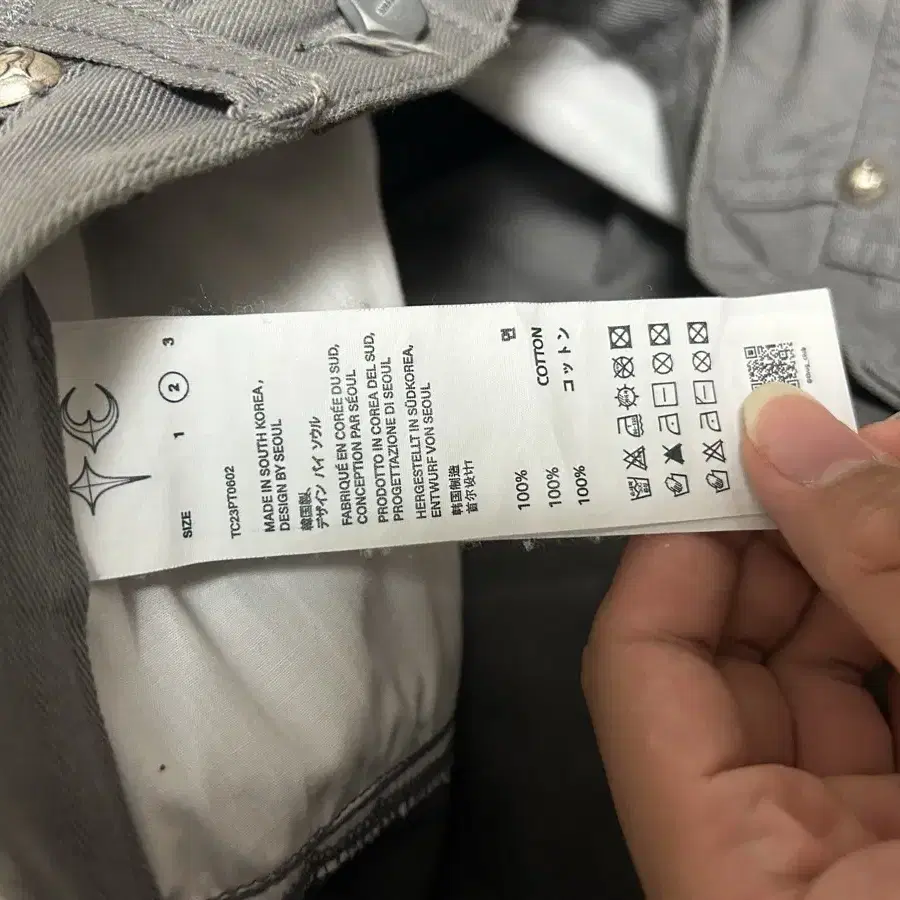 SIZE 1 2 3
TC23PT0602
MADE IN SOUTH KOREA,
DESIGN BY SEOUL
韓国製、
デザイン バイ ソウル
FABRIQUÉ EN CORÉE DU SUD,
CONCEPTION PAR SÉOUL
PRODOTTO IN COREA DEL SUD,
PROGETTAZIONE DI SEOUL
HERGESTELLT IN SÜDKOREA,
ENTWURF VON SEOUL
韩国制造
首尔设计
100% 면
100% COTTON
100% コットン